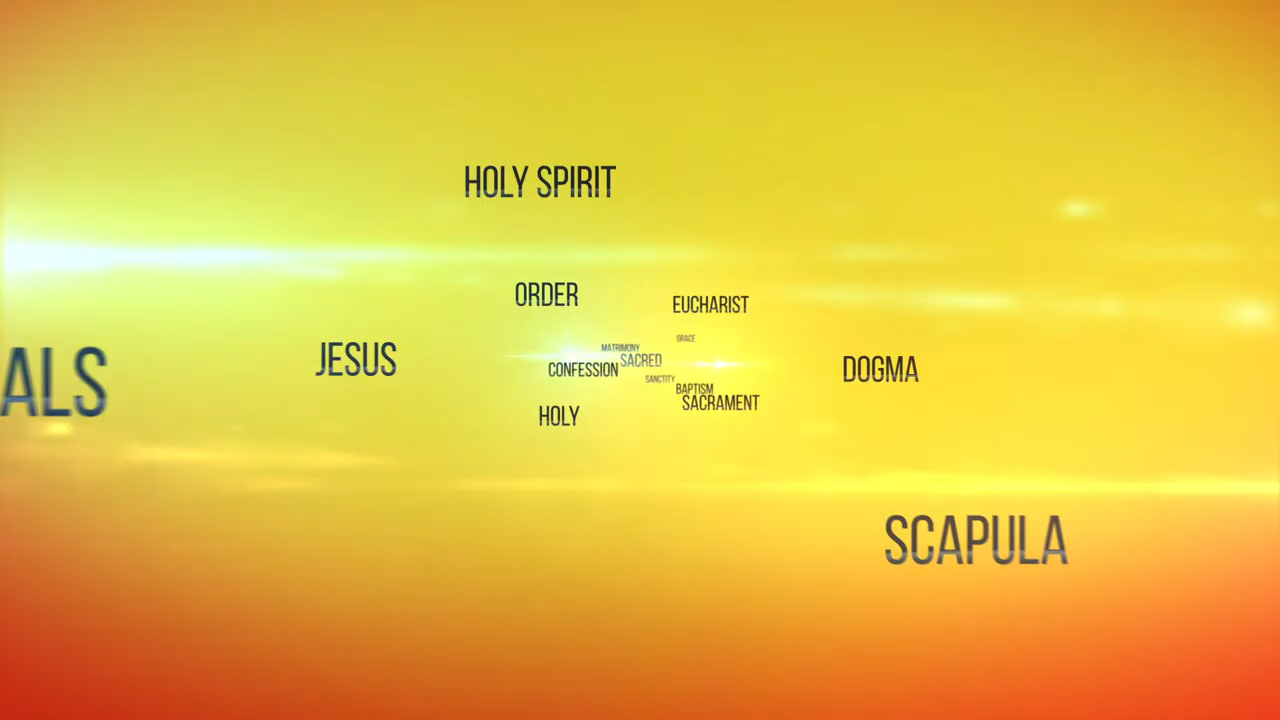 HOLY SPIRIT
ORDER
EUCHARIST
GRACE
MATRIMONY
JESUS
SACRED
CONFESSION
DOGMA
SANCTITY
ALS
BAPTISM
SACRAMENT
HOLY
SCAPULA